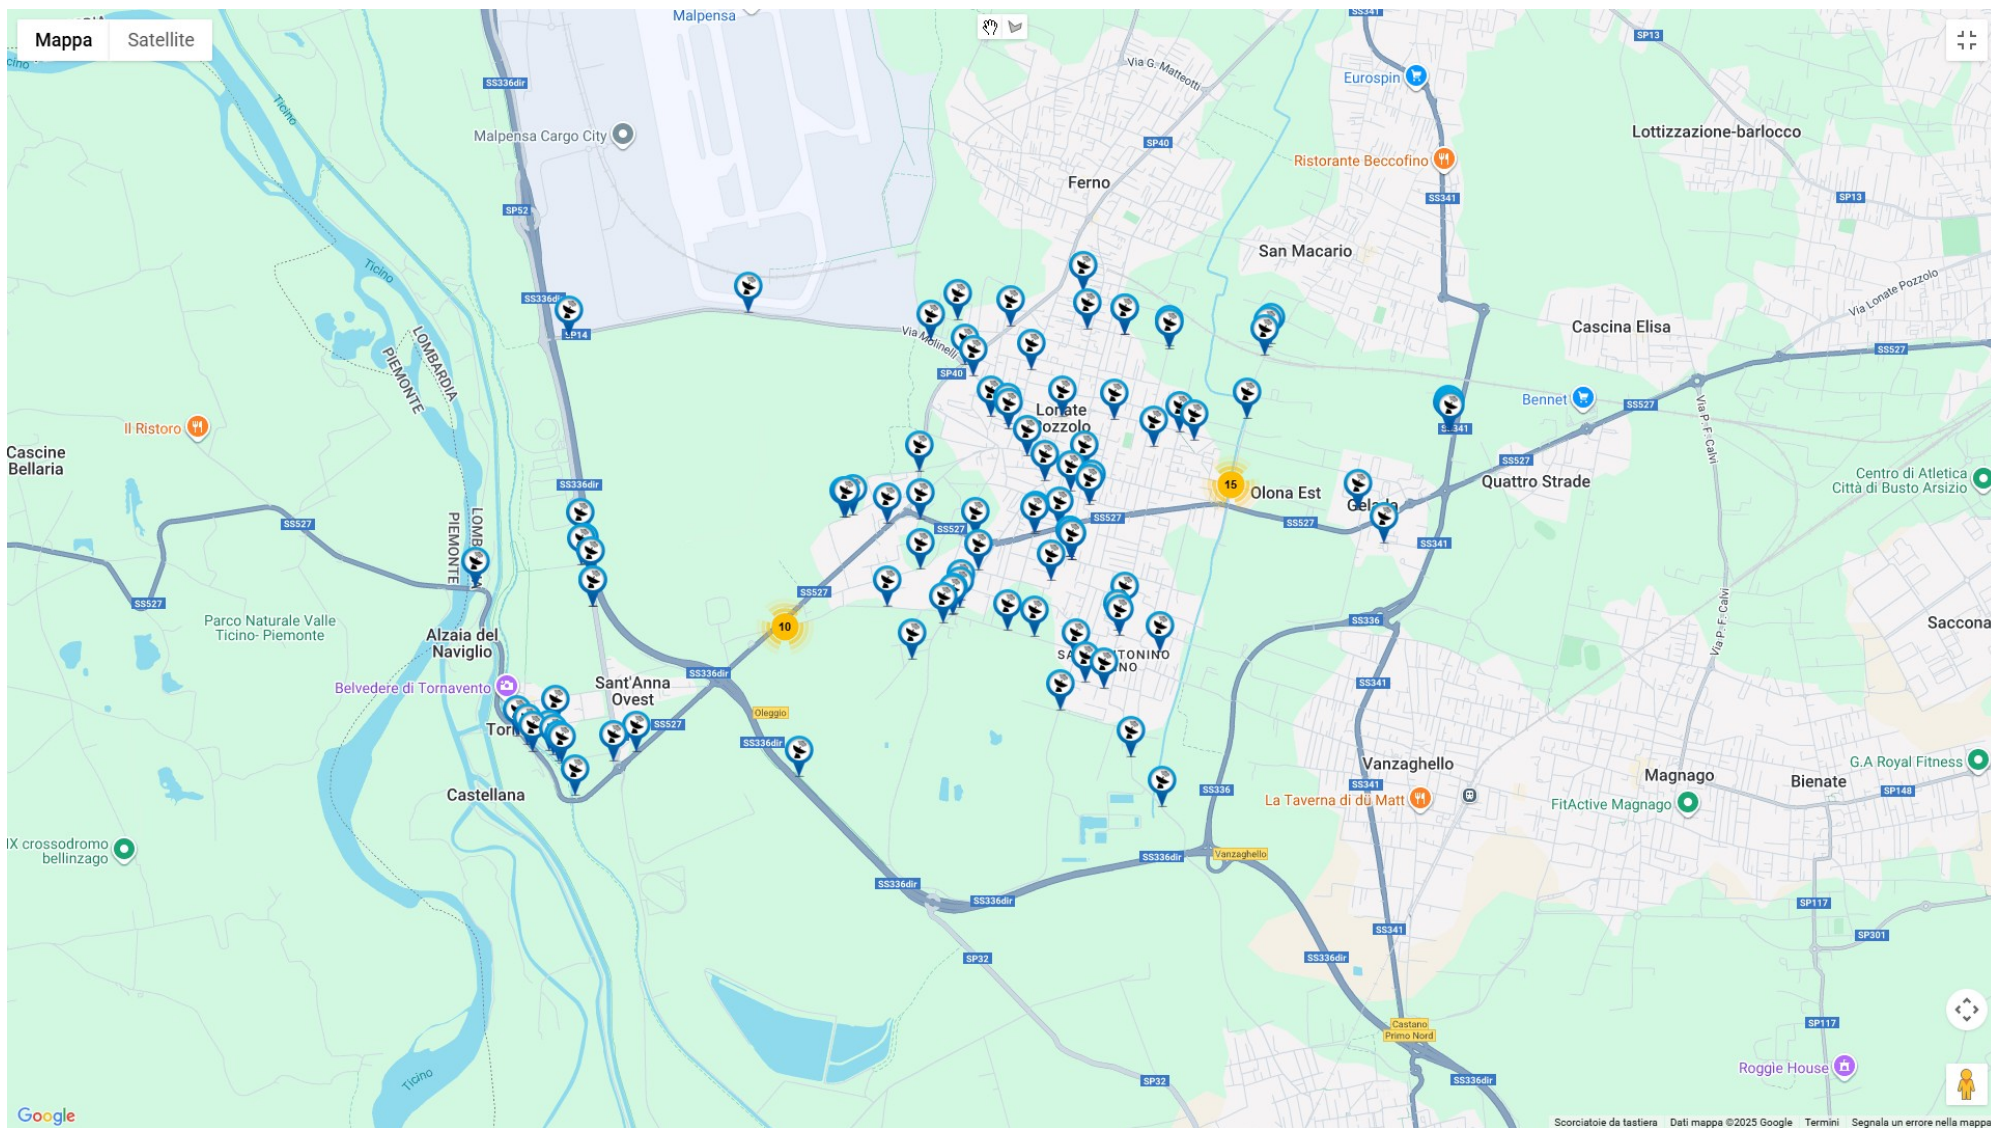 Mappa
Satellite
Malpensa
SS341
SP13
Via G. Matteotti
Eurospin
SS336dir
Ticino
Malpensa Cargo City
SP40
Lottizzazione-barlocco
Ristorante Beccofino
Ferno
SS341
SP13
SP52
San Macario
Ticino
Via Lonate Pozzolo
SP14
Cascina Elisa
LOMBARDIA
PIEMONTE
Via Molinelli
SP40
SS527
Bennet
SS527
Lonate
Il Ristoro
Via P. F. Calvi
Cascine
Bellaria
SS527
Centro di Atletica
Città di Busto Arsizio
SS336dir
15
Olona Est
Quattro Strade
LOMB
PIEMONTE
SS527
SS527
SS527
SS527
SS341
SS527
SS527
SS336
Parco Naturale Valle
Ticino- Piemonte
10
Alzaia del
Naviglio
Via P. F. Calvi
Saccona
SS336dir
SS341
Belvedere di Tornavento
Sant'Anna
Ovest
Oleggio
SS527
SS336dir
Vanzaghello
G.A Royal Fitness
Magnago
Bienate
SS341
SS336
SP148
Castellana
La Taverna di du Matt
FitActive Magnago
IX crossodromo
bellinzago
SS336dir
Vanzaghello
SS336dir
SS336dir
SP117
SS341
SP301
SP32
SS336dir
Castano
Primo Nord
SP117
Roggie House
Ticino
SP32
SS336dir
Google
Scorciatoie da tastiera
Dati mappa ©2025 Google
Termini
Segnala un errore nella mappa